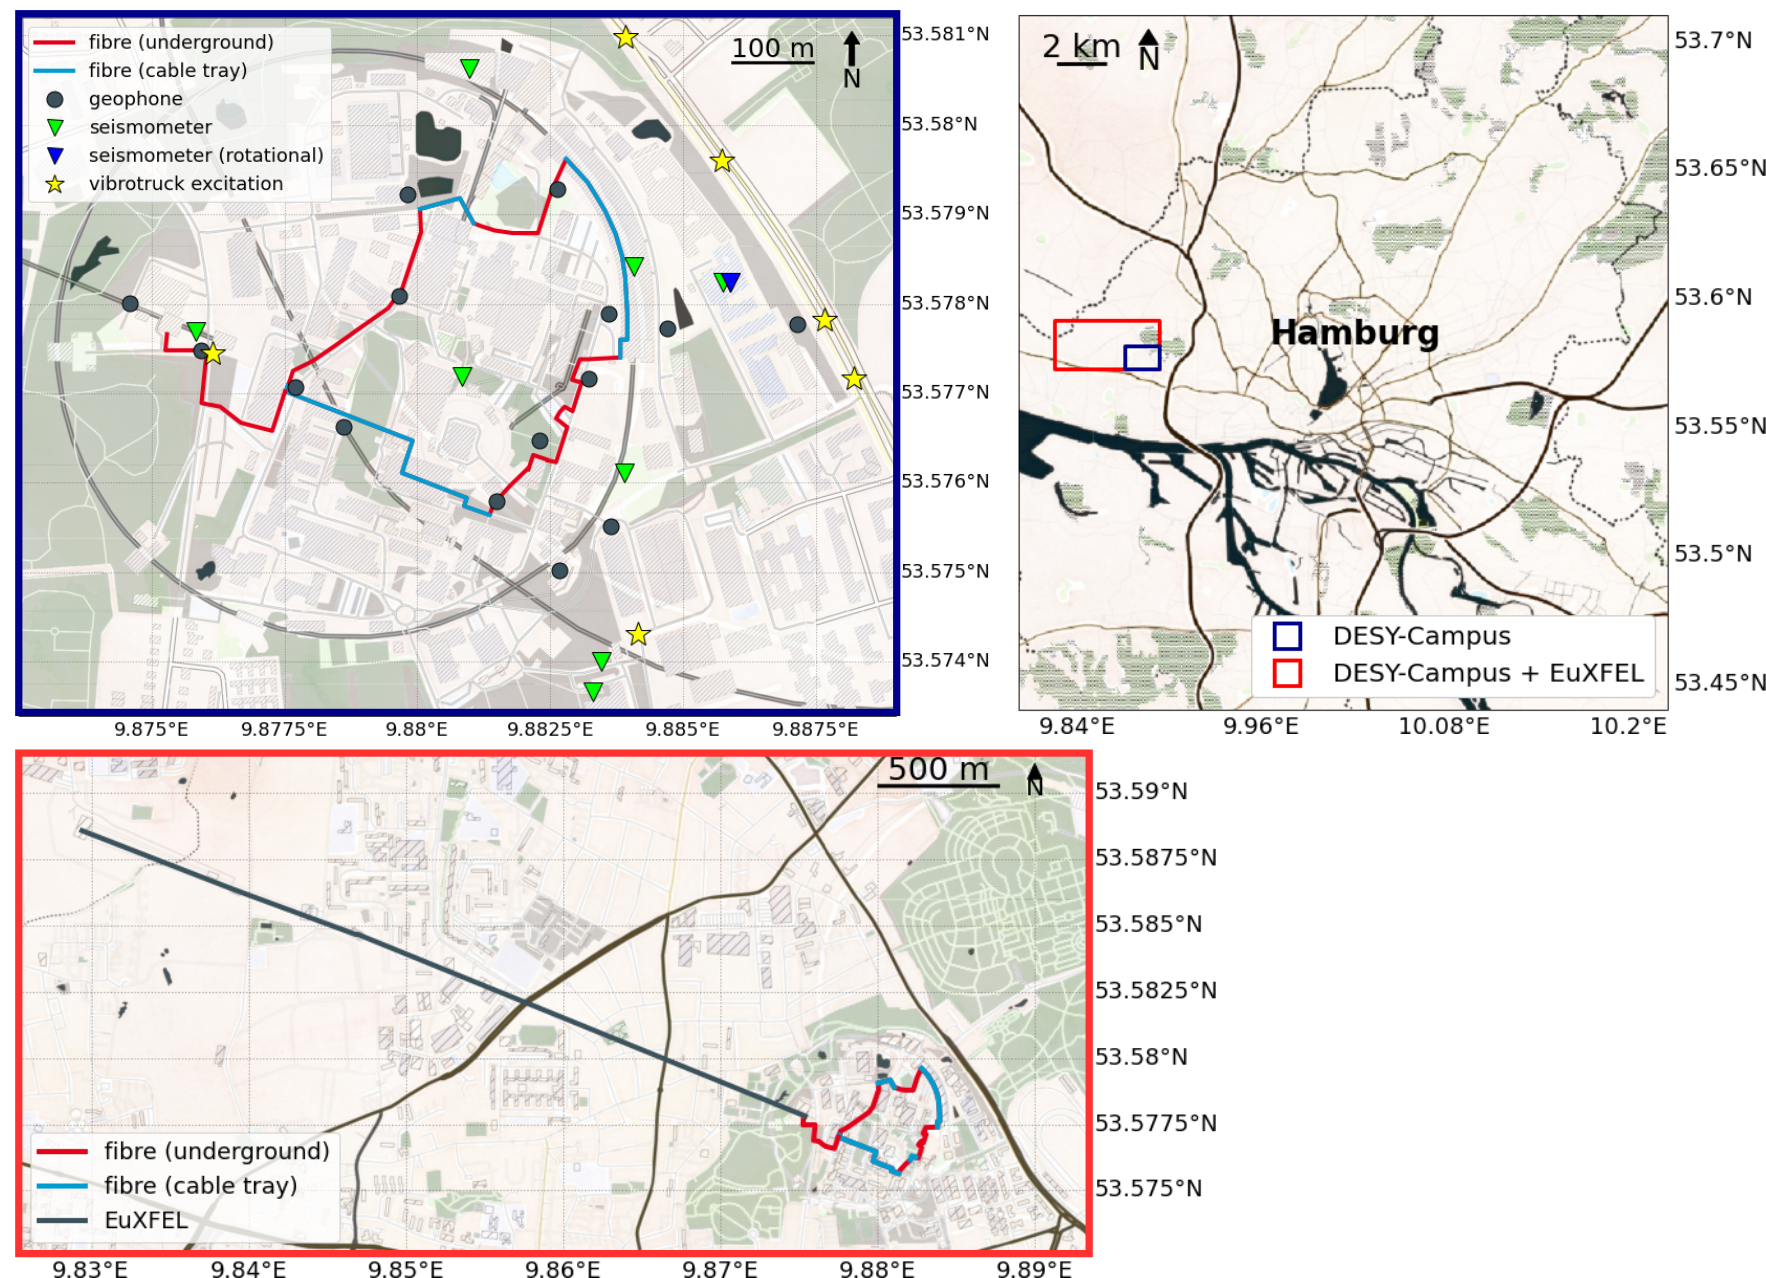 fibre (underground)
fibre (cable tray)
geophone
seismometer
seismometer (rotational)
vibrotruck excitation
100 m
N
53.581°N
53.58°N
53.579°N
53.578°N
53.577°N
53.576°N
53.575°N
53.574°N
9.875°E
9.8775°E
9.88°E
9.8825°E
9.885°E
9.8875°E
2 km
N
Hamburg
DESY-Campus
DESY-Campus + EuXFEL
53.7°N
53.65°N
53.6°N
53.55°N
53.5°N
53.45°N
9.84°E
9.96°E
10.08°E
10.2°E
500 m
N
fibre (underground)
fibre (cable tray)
EuXFEL
53.59°N
53.5875°N
53.585°N
53.5825°N
53.58°N
53.5775°N
53.575°N
9.83°E
9.84°E
9.85°E
9.86°E
9.87°E
9.88°E
9.89°E